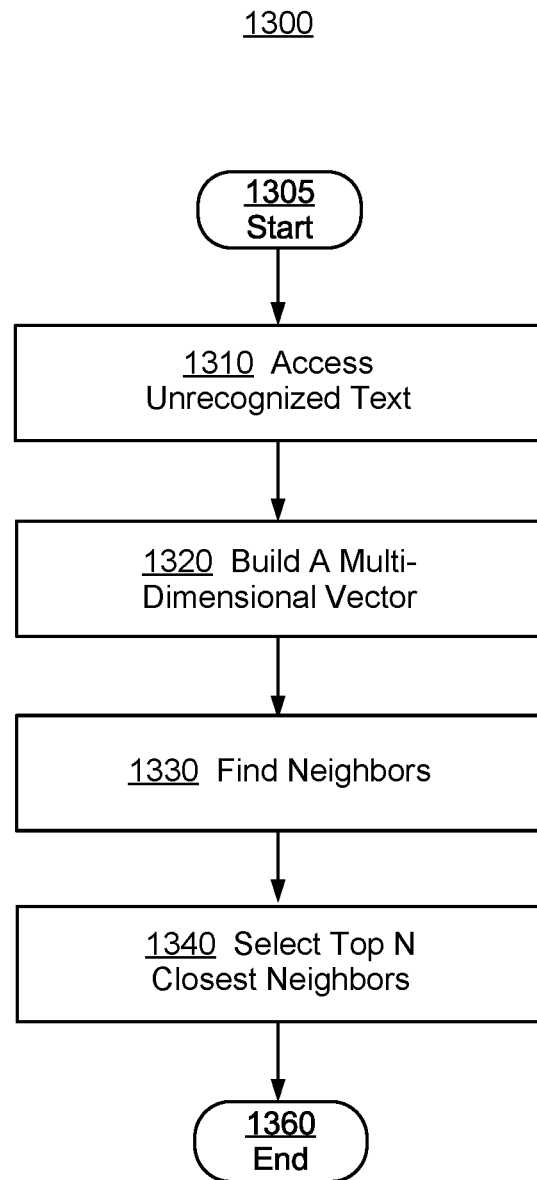 1300
1305
Start
1310 Access
Unrecognized Text
1320 Build A Multi-
Dimensional Vector
1330 Find Neighbors
1340 Select Top N
Closest Neighbors
1360
End